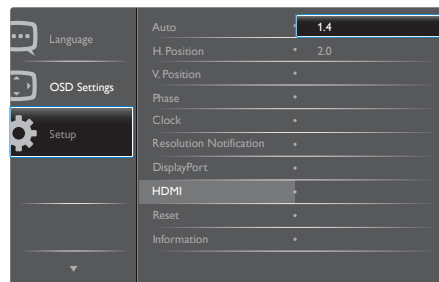 Language
OSD Settings
Setup
Auto
H. Position
V. Position
Phase
Clock
Resolution Notification
DisplayPort
HDMI
Reset
Information
1.4
2.0